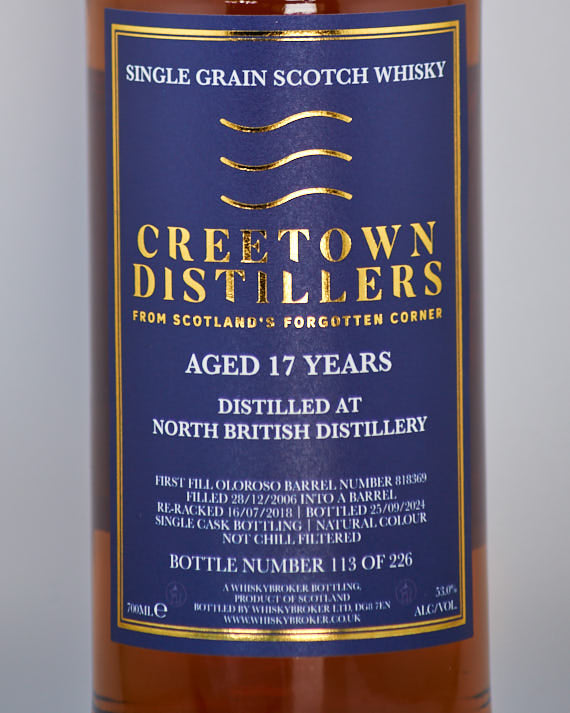 SINGLE GRAIN SCOTCH WHISKY
CREETOWN
DISTILLERS
FROM SCOTLAND'S FORGOTTEN CORNER
AGED 17 YEARS
DISTILLED AT
NORTH BRITISH DISTILLERY
FIRST FILL OLOROSO BARREL NUMBER 818369
FILLED 28/12/2006 INTO A BARREL
RE-RACKED 16/07/2018 | BOTTLED 25/09/2024
SINGLE CASK BOTTLING | NATURAL COLOUR
NOT CHILL FILTERED
BOTTLE NUMBER 113 OF 226
A WHISKYBROKER BOTTLING,
PRODUCT OF SCOTLAND
BOTTLED BY WHISKYBROKER LTD, DG8 7EN
WWW.WHISKYBROKER.CO.UK
700ML e
53.0%
ALC/VOL